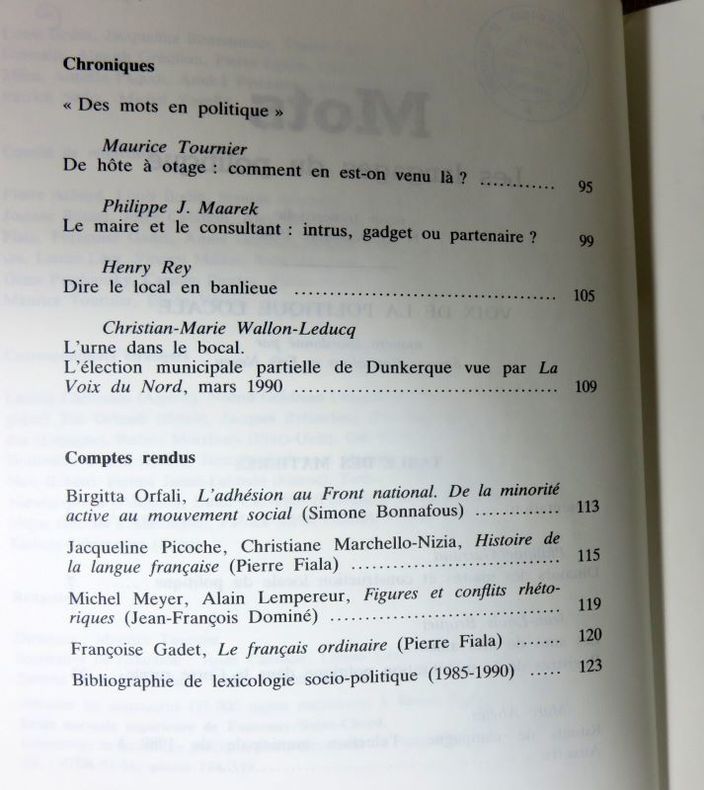 Chroniques
« Des mots en politique »
Maurice Tournier
De hôte à otage : comment en est-on venu là ? ............ 95
Philippe J. Maarek
Le maire et le consultant : intrus, gadget ou partenaire ? 99
Henry Rey
Dire le local en banlieue ........................................... 105
Christian-Marie Wallon-Leducq
L'urne dans le bocal.
L'élection municipale partielle de Dunkerque vue par La
Voix du Nord, mars 1990 ........................................... 109
Comptes rendus
Birgitta Orfali, L'adhésion au Front national. De la minorité
active au mouvement social (Simone Bonnafous) ............. 113
Jacqueline Picoche, Christiane Marchello-Nizia, Histoire de
la langue française (Pierre Fiala) ................................. 115
Michel Meyer, Alain Lempereur, Figures et conflits rhéto-
riques (Jean-François Dominé) .................................... 119
Françoise Gadet, Le français ordinaire (Pierre Fiala) ....... 120
Bibliographie de lexicologie socio-politique (1985-1990) ..... 123